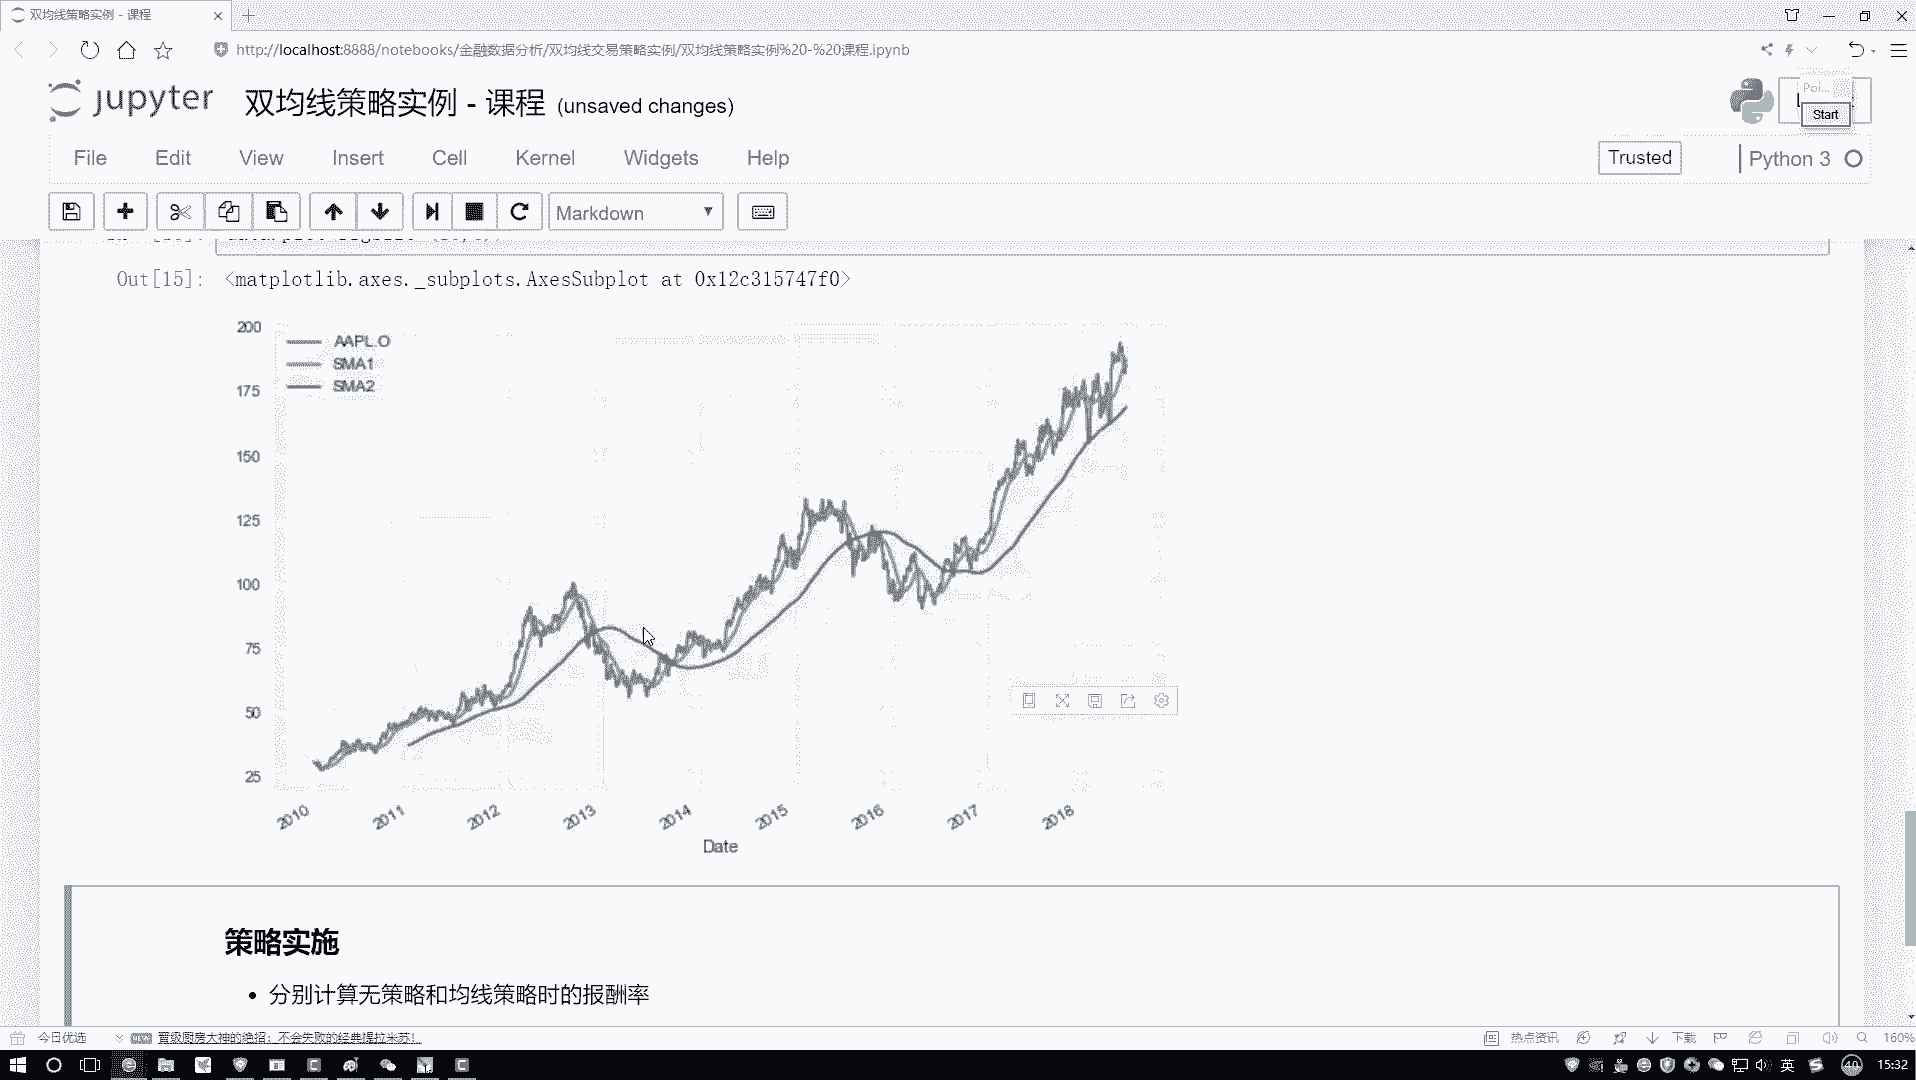 双均线策略实例 - 课程
http://localhost:8888/notebooks/金融数据分析/双均线交易策略实例/双均线策略实例%20-%20课程.ipynb
jupyter 双均线策略实例 - 课程 (unsaved changes)
Poi...
Start
File Edit View Insert Cell Kernel Widgets Help
Trusted Python 3
Markdown
Out[15]: <matplotlib.axes._subplots.AxesSubplot at 0x12c315747f0>
200
175
150
125
100
75
50
25
AAPL.O
SMA1
SMA2
2010 2011 2012 2013 2014 2015 2016 2017 2018
Date
策略实施
• 分别计算无策略和均线策略时的报酬率
今日优选 晋级厨房大神的绝招：不会失败的经典提拉米苏！ 热点资讯 下载 160%
英 40 15:32